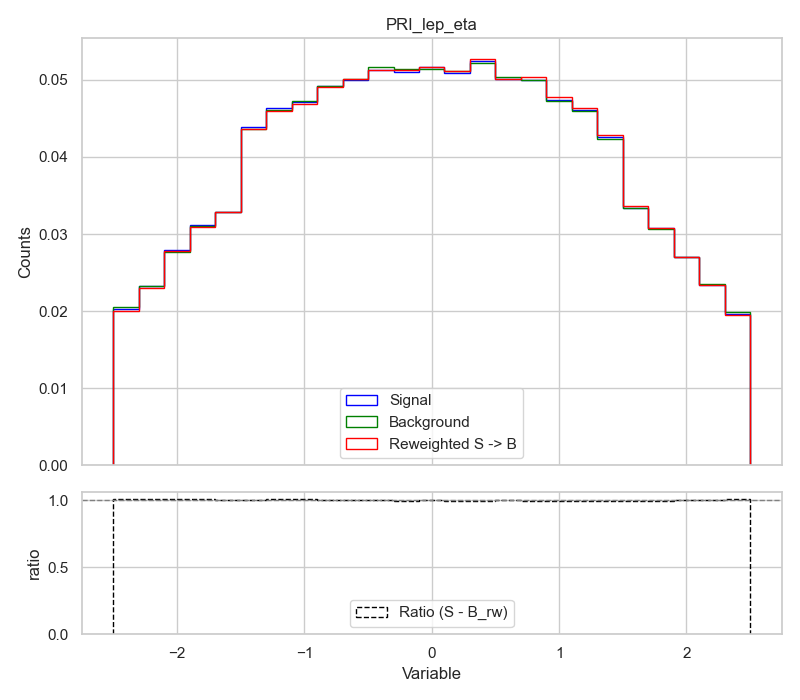 PRI_lep_eta
0.05
0.04
0.03
0.02
0.01
0.00
Counts
Signal
Background
Reweighted S -> B
1.0
0.5
0.0
ratio
Ratio (S - B_rw)
−2 −1 0 1 2
Variable